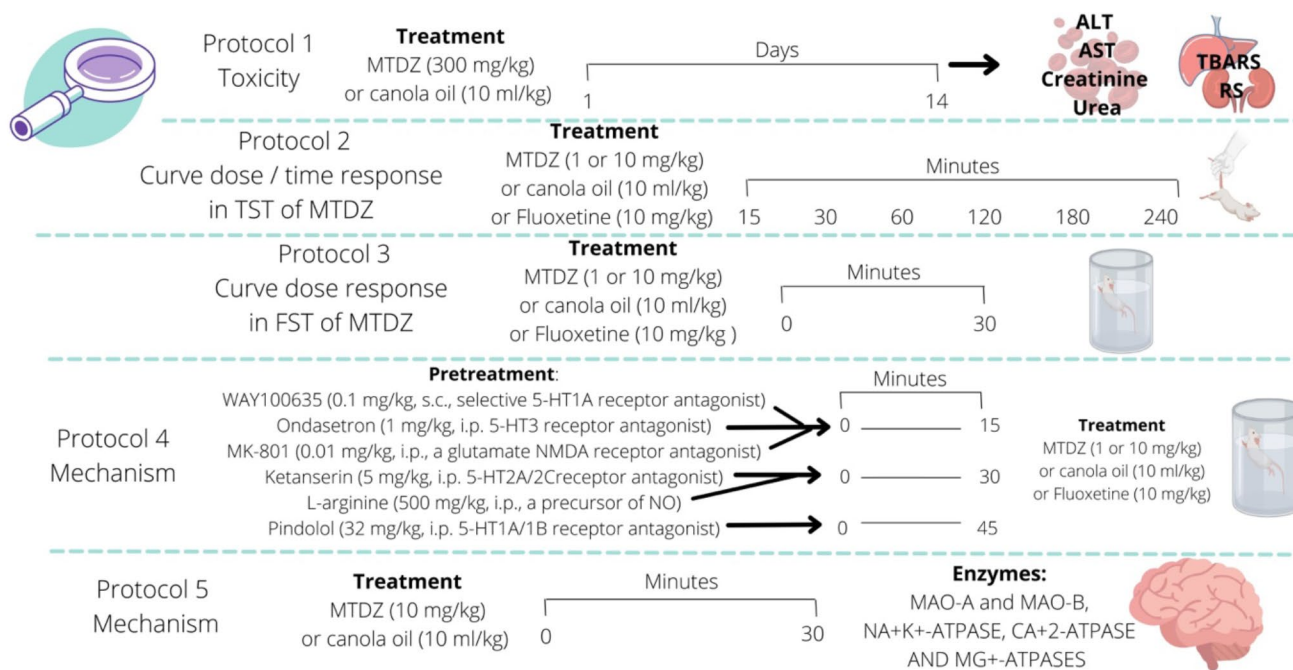 Protocol 1
Toxicity
Treatment
MTDZ (300 mg/kg)
or canola oil (10 ml/kg)
Days
1
14
ALT
AST
Creatinine
Urea
TBARS
RS
Protocol 2
Curve dose / time response
in TST of MTDZ
Treatment
MTDZ (1 or 10 mg/kg)
or canola oil (10 ml/kg)
or Fluoxetine (10 mg/kg)
Minutes
15 30 60 120 180 240
Protocol 3
Curve dose response
in FST of MTDZ
Treatment
MTDZ (1 or 10 mg/kg)
or canola oil (10 ml/kg)
or Fluoxetine (10 mg/kg )
Minutes
0
30
Protocol 4
Mechanism
Pretreatment:
WAY100635 (0.1 mg/kg, s.c., selective 5-HT1A receptor antagonist)
Ondasetron (1 mg/kg, i.p. 5-HT3 receptor antagonist)
MK-801 (0.01 mg/kg, i.p., a glutamate NMDA receptor antagonist)
Ketanserin (5 mg/kg, i.p. 5-HT2A/2Creceptor antagonist)
L-arginine (500 mg/kg, i.p., a precursor of NO)
Pindolol (32 mg/kg, i.p. 5-HT1A/1B receptor antagonist)
Minutes
0 15
0 30
0 45
Treatment
MTDZ (1 or 10 mg/kg)
or canola oil (10 ml/kg)
or Fluoxetine (10 mg/kg)
Protocol 5
Mechanism
Treatment
MTDZ (10 mg/kg)
or canola oil (10 ml/kg)
Minutes
0
30
Enzymes:
MAO-A and MAO-B,
NA+K+-ATPASE, CA+2-ATPASE
AND MG+-ATPASES